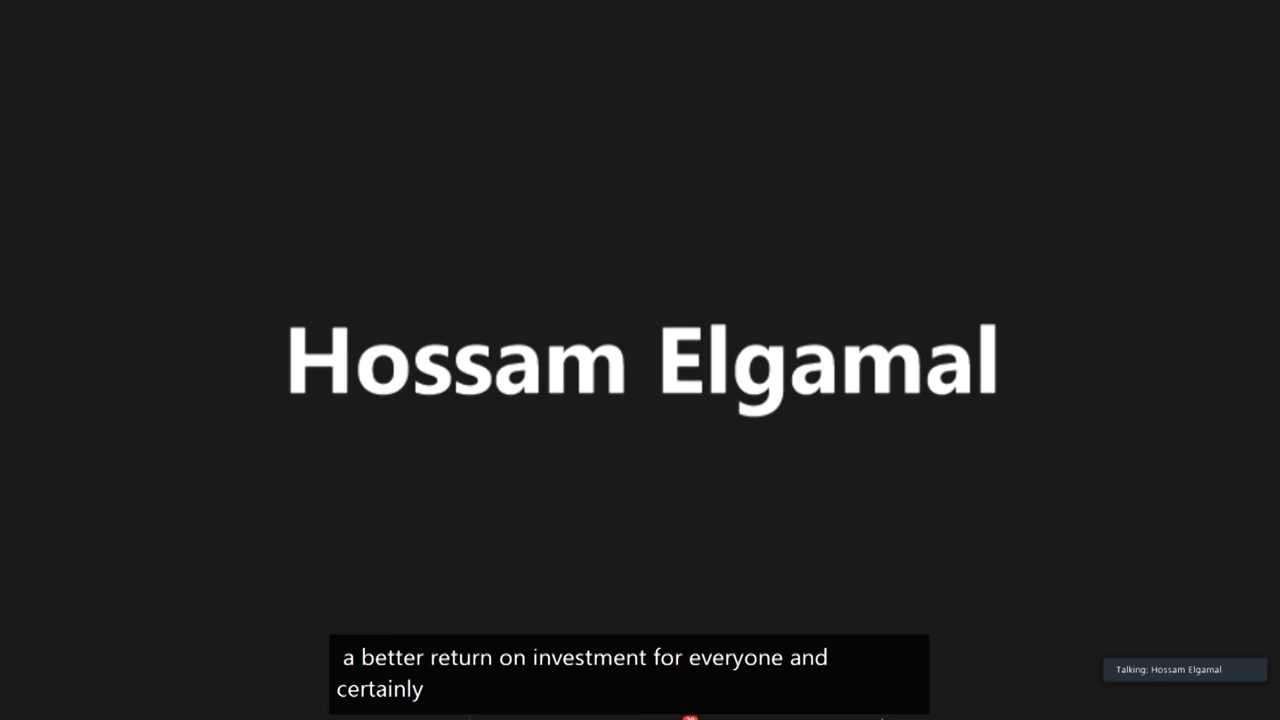 Hossam Elgamal
a better return on investment for everyone and
certainly
Talking: Hossam Elgamal